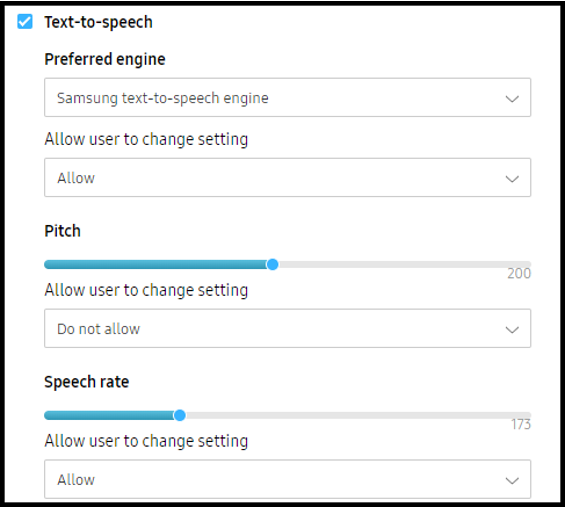 Text-to-speech
Preferred engine
Samsung text-to-speech engine
Allow user to change setting
Allow
Pitch
200
Allow user to change setting
Do not allow
Speech rate
173
Allow user to change setting
Allow